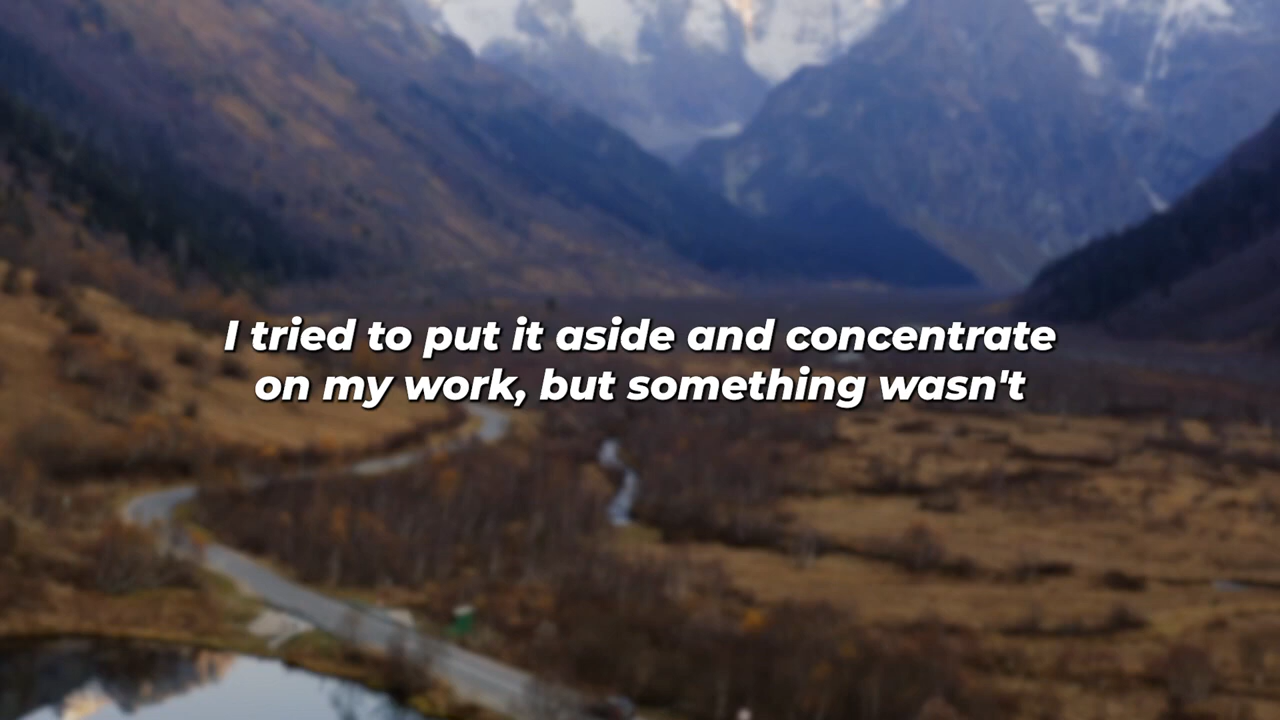 I tried to put it aside and concentrate
on my work, but something wasn't